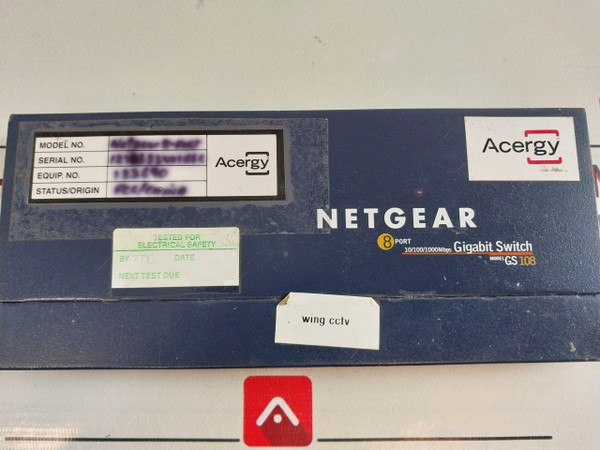 MODEL NO.
SERIAL NO.
EQUIP. NO.
STATUS/ORIGIN
Acergy
Acergy
NETGEAR
8 PORT
10/100/1000Mbps Gigabit Switch
MODEL GS108
TESTED FOR
ELECTRICAL SAFETY
BY DATE
NEXT TEST DUE
wing cctv